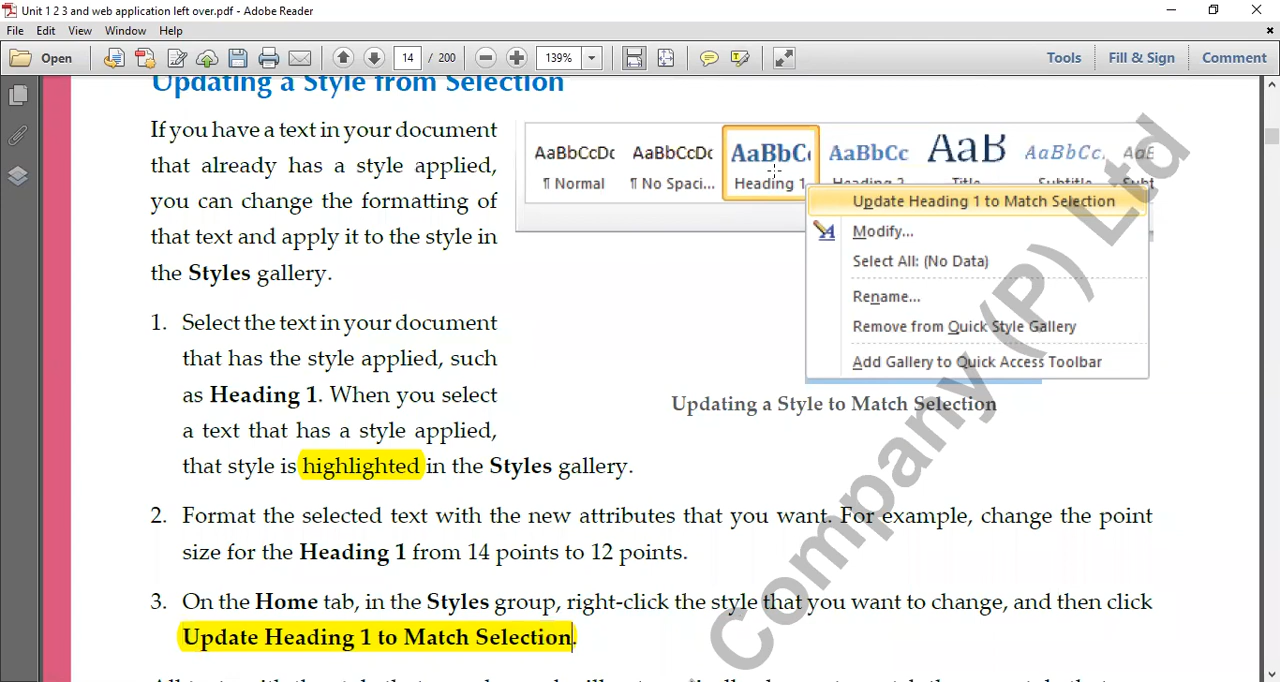 Unit 1 2 3 and web application left over.pdf - Adobe Reader
File Edit View Window Help
Open 14 / 200 139% Tools Fill & Sign Comment
Updating a Style from Selection
If you have a text in your document
that already has a style applied,
you can change the formatting of
that text and apply it to the style in
the Styles gallery.
AaBbCcDc AaBbCcDc AaBbC AaBbCc AaB AaBbCc. AaB
¶ Normal ¶ No Spaci... Heading 1 Heading 2 Title Subtitle Subt
Update Heading 1 to Match Selection
Modify...
Select All: (No Data)
Rename...
Remove from Quick Style Gallery
Add Gallery to Quick Access Toolbar
Updating a Style to Match Selection
1. Select the text in your document
that has the style applied, such
as Heading 1. When you select
a text that has a style applied,
that style is highlighted in the Styles gallery.
2. Format the selected text with the new attributes that you want. For example, change the point
size for the Heading 1 from 14 points to 12 points.
3. On the Home tab, in the Styles group, right-click the style that you want to change, and then click
Update Heading 1 to Match Selection.
Company (P) Ltd